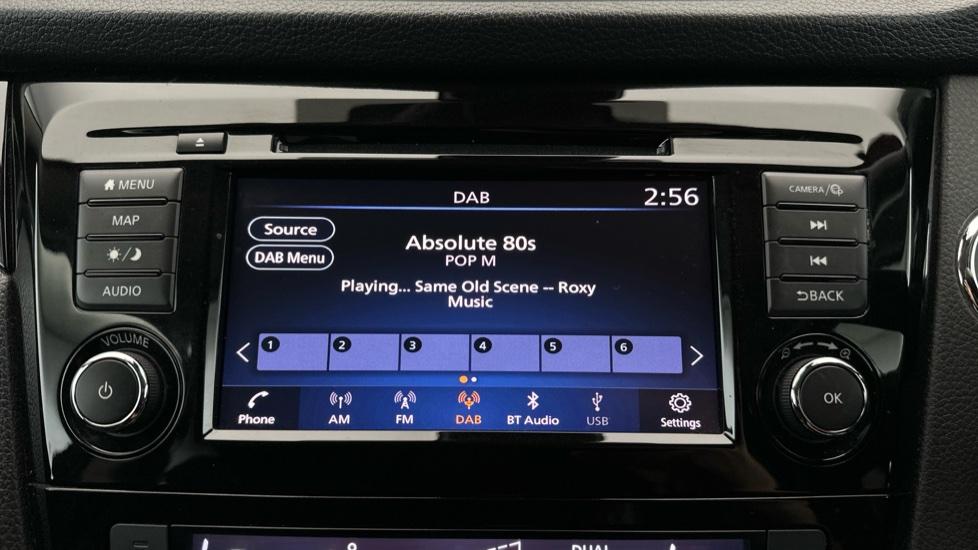 MENU
MAP
AUDIO
VOLUME
DAB
2:56
Source
DAB Menu
Absolute 80s
POP M
Playing... Same Old Scene -- Roxy
Music
1 2 3 4 5 6
Phone AM FM DAB BT Audio USB Settings
CAMERA/
BACK
OK
DUAL